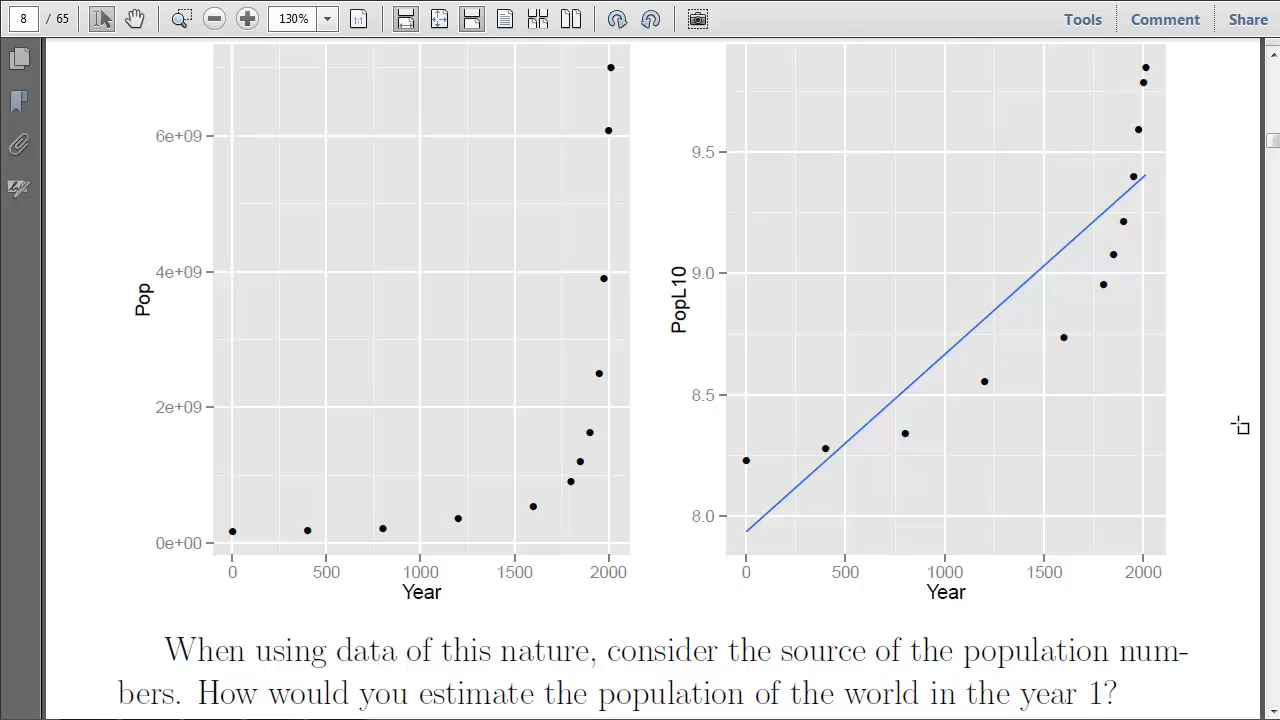 8 / 65 130% Tools Comment Share
6e+09
4e+09
2e+09
0e+00
Pop
0 500 1000 1500 2000
Year
9.5
9.0
8.5
8.0
PopL10
0 500 1000 1500 2000
Year
When using data of this nature, consider the source of the population num-
bers. How would you estimate the population of the world in the year 1?